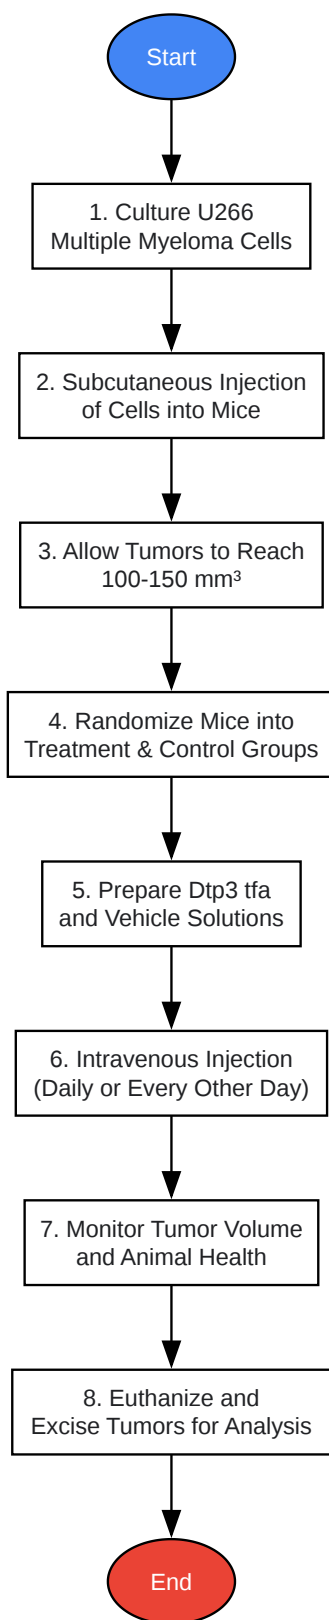 Start
1. Culture U266
Multiple Myeloma Cells
2. Subcutaneous Injection
of Cells into Mice
3. Allow Tumors to Reach
100-150 mm³
4. Randomize Mice into
Treatment & Control Groups
5. Prepare Dtp3 tfa
and Vehicle Solutions
6. Intravenous Injection
(Daily or Every Other Day)
7. Monitor Tumor Volume
and Animal Health
8. Euthanize and
Excise Tumors for Analysis
End